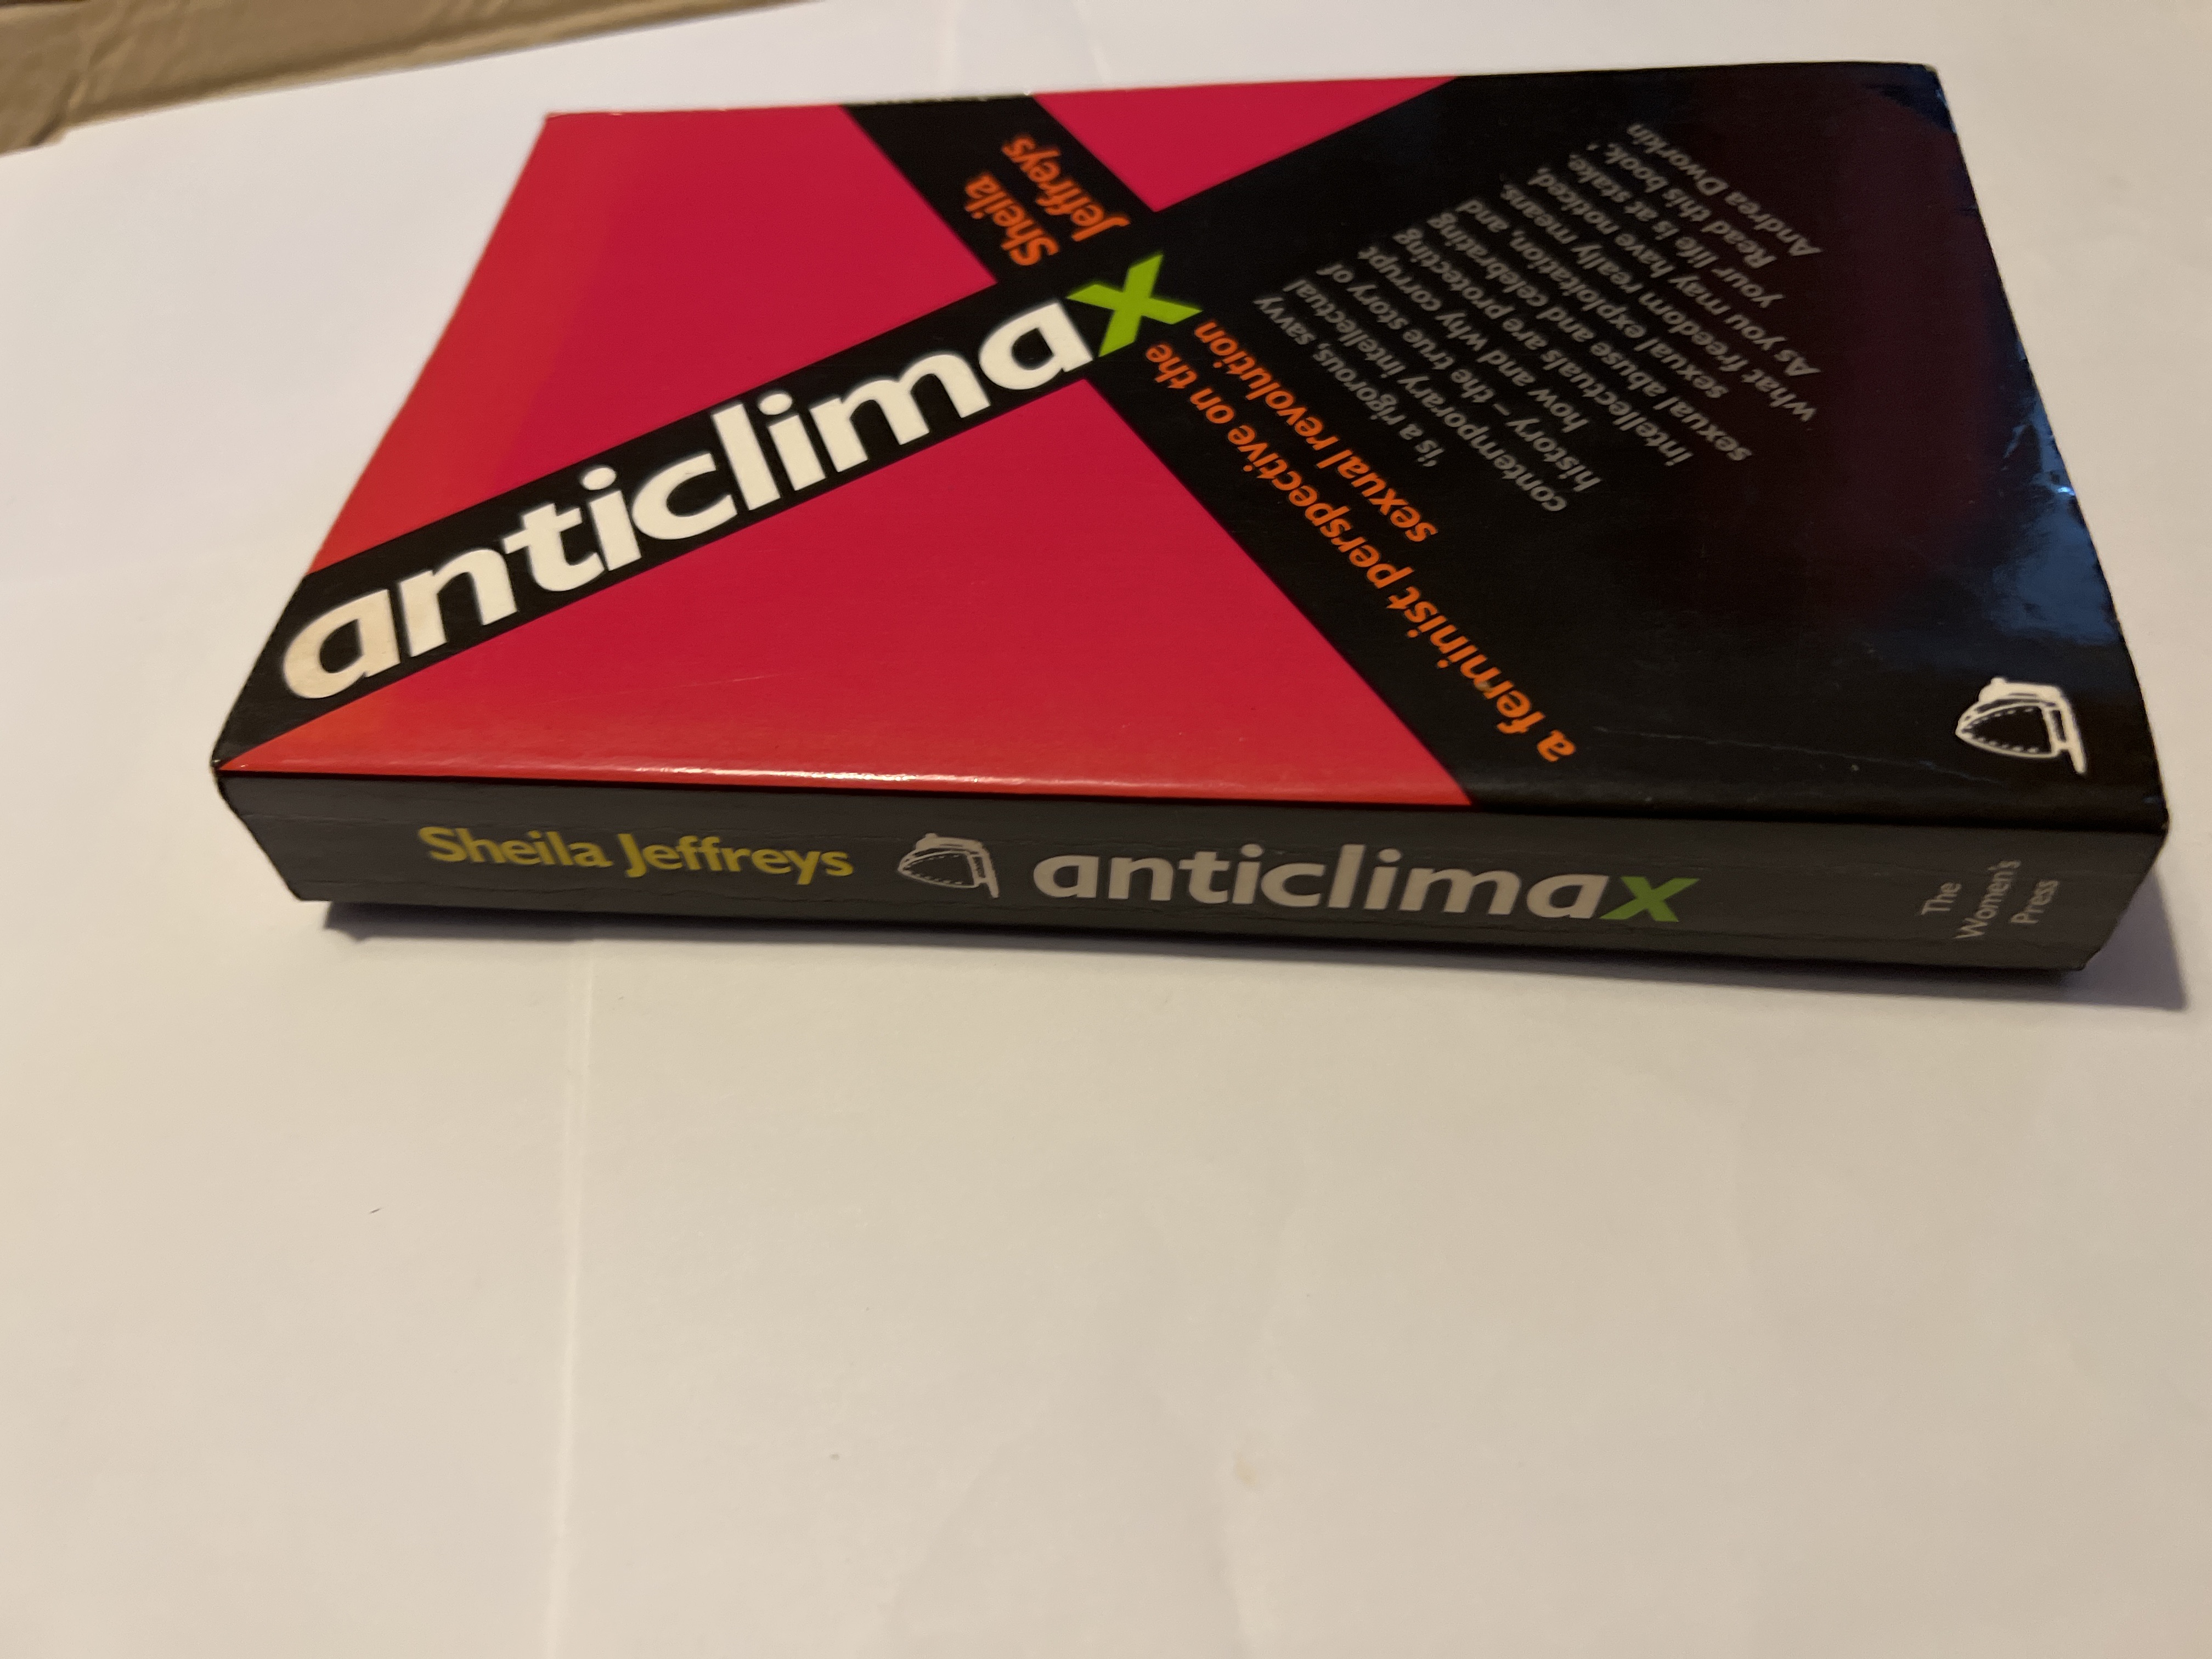 Sheila
Jeffreys
anticlimax
a feminist perspective on the
sexual revolution
'is a rigorous, savvy
contemporary intellectual
history – the true story of
how and why corrupt
intellectuals are protecting
sexual abuse and celebrating
sexual exploitation, and
what freedom really means.
As you may have noticed,
your life is at stake.
Read this book.'
Andrea Dworkin
Sheila Jeffreys
anticlimax
The
Women's
Press